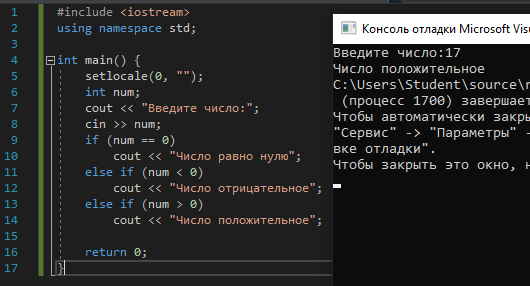 1 #include <iostream>
2 using namespace std;
3
4 int main() {
5 setlocale(0, "");
6 int num;
7 cout << "Введите число:";
8 cin >> num;
9 if (num == 0)
10 cout << "Число равно нулю";
11 else if (num < 0)
12 cout << "Число отрицательное";
13 else if (num > 0)
14 cout << "Число положительное";
15
16 return 0;
17 }
Консоль отладки Microsoft
Введите число:17
Число положительное
C:\Users\Student\source\
(процесс 1700)
Чтобы автоматически
"Сервис" -> "Параметры" -
вке отладки".
Чтобы закрыть это окно,